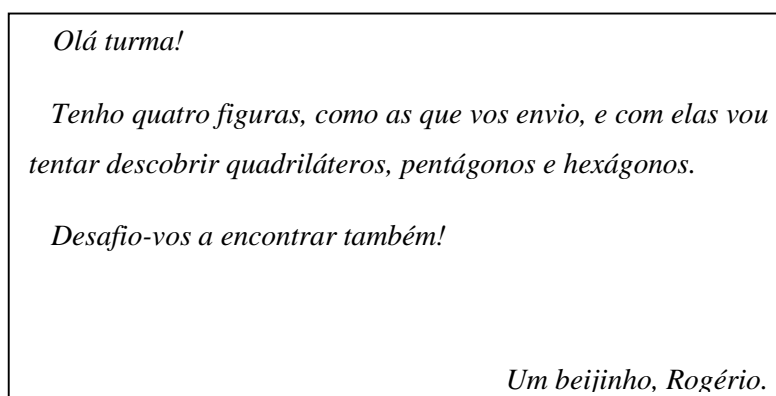 Olá turma!
Tenho quatro figuras, como as que vos envio, e com elas vou
tentar descobrir quadriláteros, pentágonos e hexágonos.
Desafio-vos a encontrar também!
Um beijinho, Rogério.